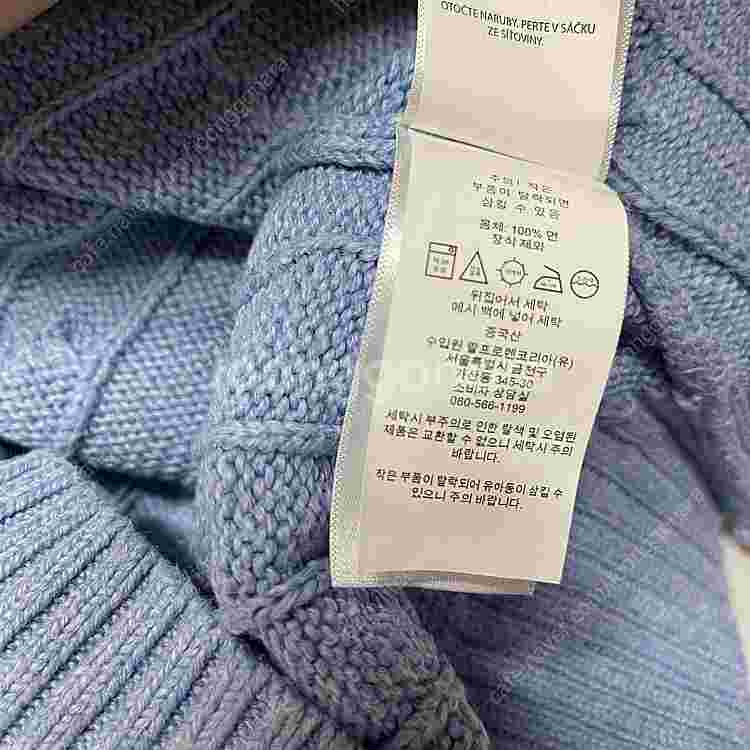 OTOČTE NARUBY. PERTE V SÁČKU
ZE SÍŤOVINY.
주의! 작은
부품이 탈락되면
삼킬 수 있음
몸체: 100% 면
장식 제외
뒤집어서 세탁
메시 백에 넣어 세탁
중국산
수입원 랄프로렌코리아(유)
서울특별시 금천구
가산동 345-30
소비자 상담실
080-566-1199
세탁시 부주의로 인한 탈색 및 오염된
제품은 교환할 수 없으니 세탁시 주의
바랍니다.
작은 부품이 탈락되어 유아동이 삼킬 수
있으니 주의 바랍니다.